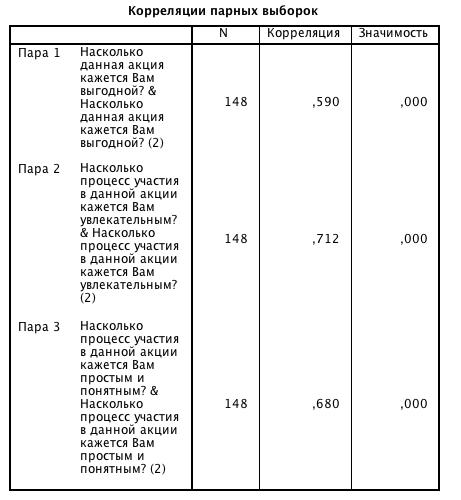 Корреляции парных выборок
N Корреляция Значимость
Пара 1 Насколько
данная акция
кажется Вам
выгодной? &
Насколько
данная акция
кажется Вам
выгодной? (2)
148 ,590 ,000
Пара 2 Насколько
процесс участия
в данной акции
кажется Вам
увлекательным?
& Насколько
процесс участия
в данной акции
кажется Вам
увлекательным?
(2)
148 ,712 ,000
Пара 3 Насколько
процесс участия
в данной акции
кажется Вам
простым и
понятным? &
Насколько
процесс участия
в данной акции
кажется Вам
простым и
понятным? (2)
148 ,680 ,000